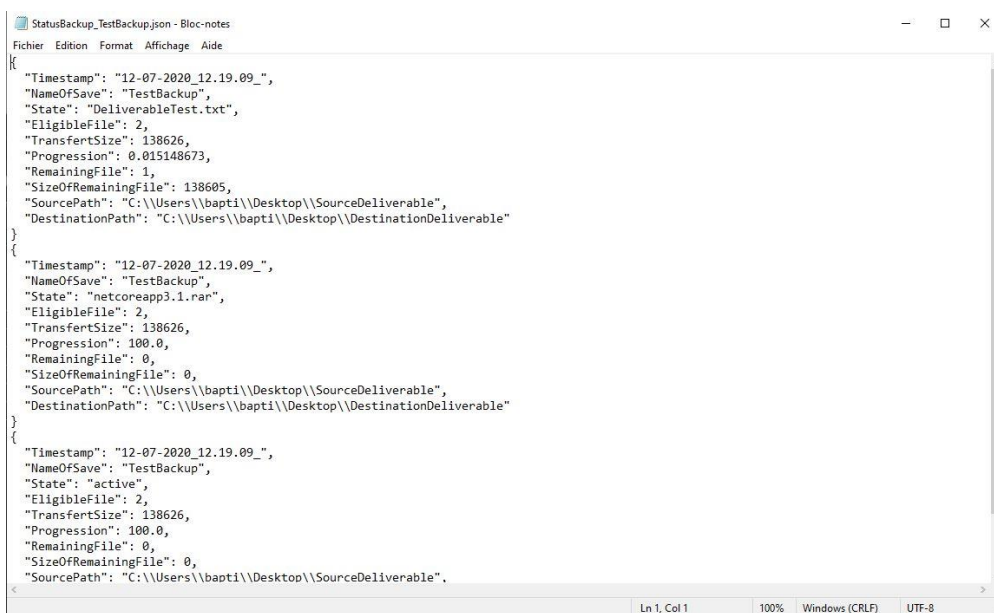 StatusBackup_TestBackup.json - Bloc-notes
Fichier Edition Format Affichage Aide
{
"Timestamp": "12-07-2020_12.19.09_",
"NameOfSave": "TestBackup",
"State": "DeliverableTest.txt",
"EligibleFile": 2,
"TransfertSize": 138626,
"Progression": 0.015148673,
"RemainingFile": 1,
"SizeOfRemainingFile": 138605,
"SourcePath": "C:\\Users\\bapti\\Desktop\\SourceDeliverable",
"DestinationPath": "C:\\Users\\bapti\\Desktop\\DestinationDeliverable"
}
{
"Timestamp": "12-07-2020_12.19.09_",
"NameOfSave": "TestBackup",
"State": "netcoreapp3.1.rar",
"EligibleFile": 2,
"TransfertSize": 138626,
"Progression": 100.0,
"RemainingFile": 0,
"SizeOfRemainingFile": 0,
"SourcePath": "C:\\Users\\bapti\\Desktop\\SourceDeliverable",
"DestinationPath": "C:\\Users\\bapti\\Desktop\\DestinationDeliverable"
}
{
"Timestamp": "12-07-2020_12.19.09_",
"NameOfSave": "TestBackup",
"State": "active",
"EligibleFile": 2,
"TransfertSize": 138626,
"Progression": 100.0,
"RemainingFile": 0,
"SizeOfRemainingFile": 0,
"SourcePath": "C:\\Users\\bapti\\Desktop\\SourceDeliverable",
Ln 1, Col 1 100% Windows (CRLF) UTF-8